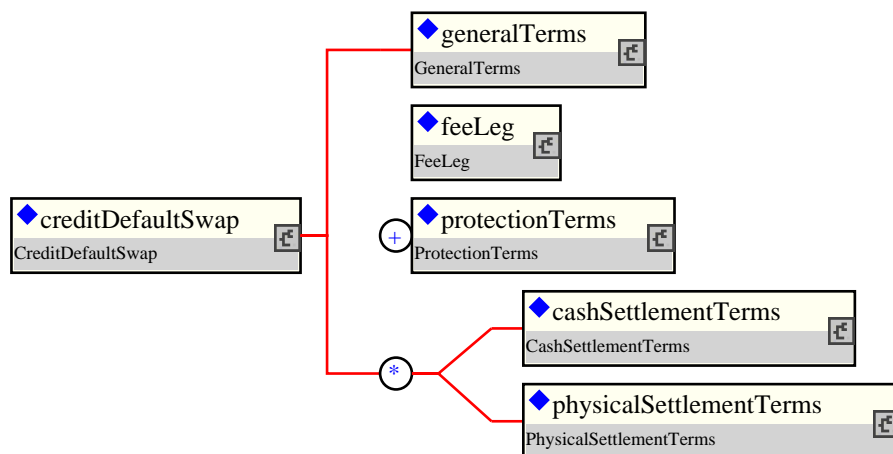 generalTerms
GeneralTerms
feeLeg
FeeLeg
creditDefaultSwap
CreditDefaultSwap
+
protectionTerms
ProtectionTerms
cashSettlementTerms
CashSettlementTerms
*
physicalSettlementTerms
PhysicalSettlementTerms